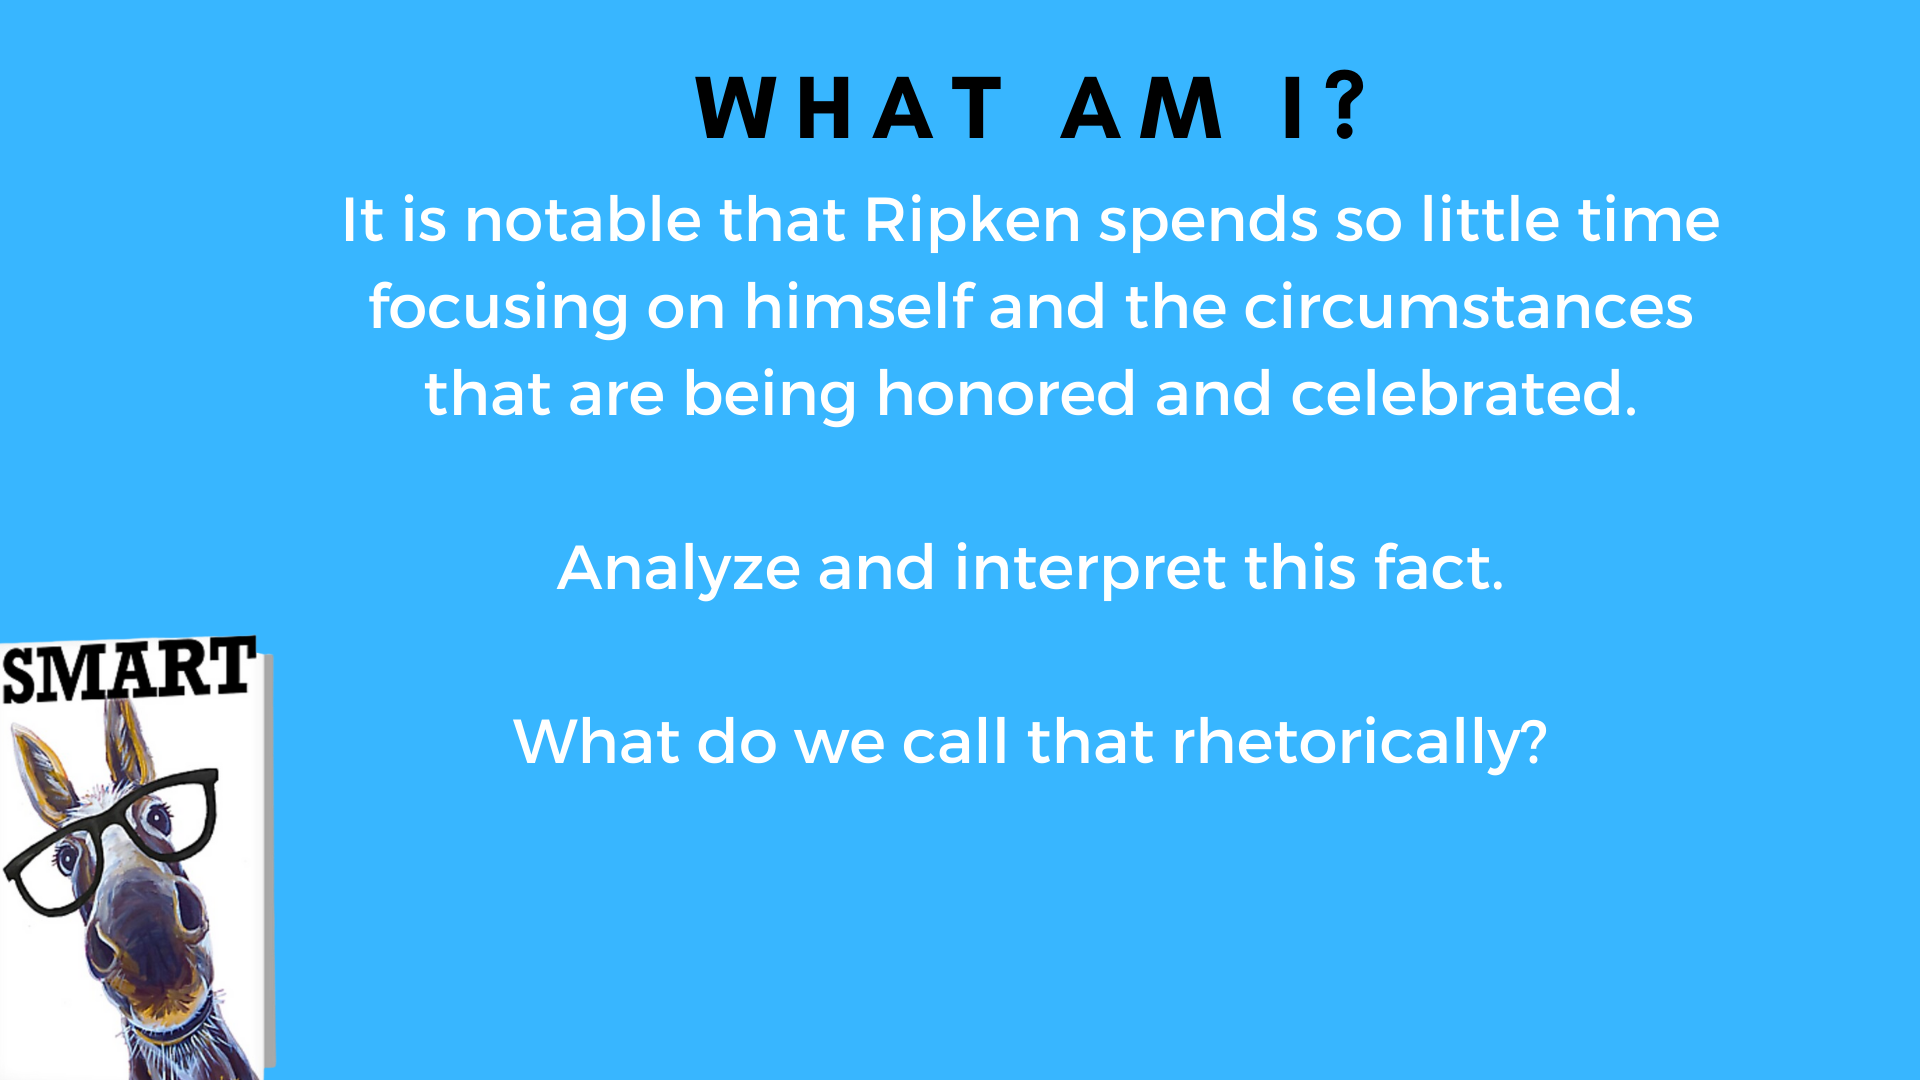 WHAT AM I?
It is notable that Ripken spends so little time
focusing on himself and the circumstances
that are being honored and celebrated.
Analyze and interpret this fact.
What do we call that rhetorically?
SMART